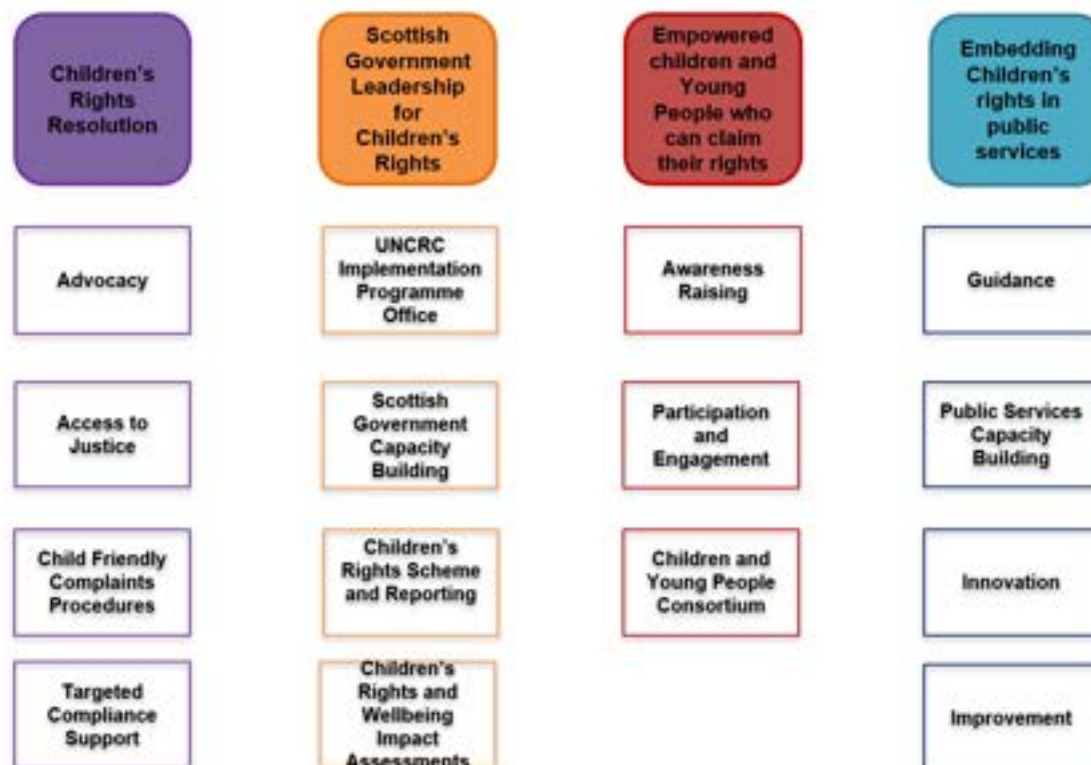 Children's
Rights
Resolution
Scottish
Government
Leadership
for
Children's
Rights
Empowered
children and
Young
People who
can claim
their rights
Embedding
Children's
rights in
public
services
Advocacy
UNCRC
Implementation
Programme
Office
Awareness
Raising
Guidance
Access to
Justice
Scottish
Government
Capacity
Building
Participation
and
Engagement
Public Services
Capacity
Building
Child Friendly
Complaints
Procedures
Children's
Rights Scheme
and Reporting
Children and
Young People
Consortium
Innovation
Targeted
Compliance
Support
Children's
Rights and
Wellbeing
Impact
Assessments
Improvement